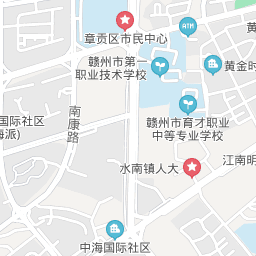 ATM
章贡区市民中心
黄
赣州市第一
职业技术学校
黄金时
南
康
路
赣州市育才职业
中等专业学校
国际社区
海派)
水南镇人大
江南明
中海国际社区